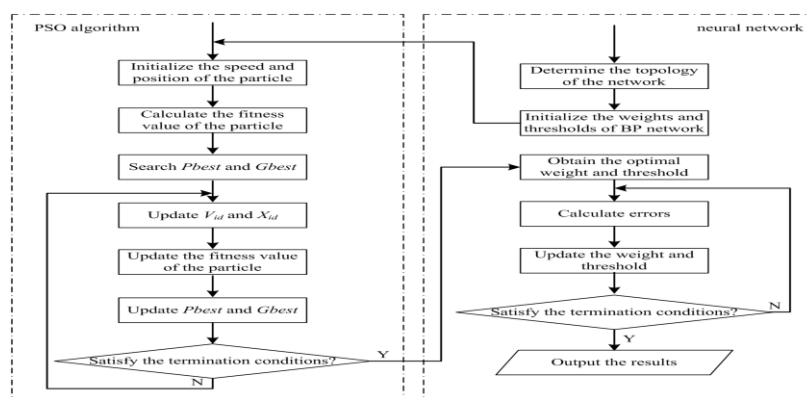 PSO algorithm
Initialize the speed and
position of the particle
Calculate the fitness
value of the particle
Search Pbest and Gbest
Update Vid and Xid
Update the fitness value
of the particle
Update Pbest and Gbest
Satisfy the termination conditions?
Y
N
neural network
Determine the topology
of the network
Initialize the weights and
thresholds of BP network
Obtain the optimal
weight and threshold
Calculate errors
Update the weight and
threshold
Satisfy the termination conditions?
N
Y
Output the results